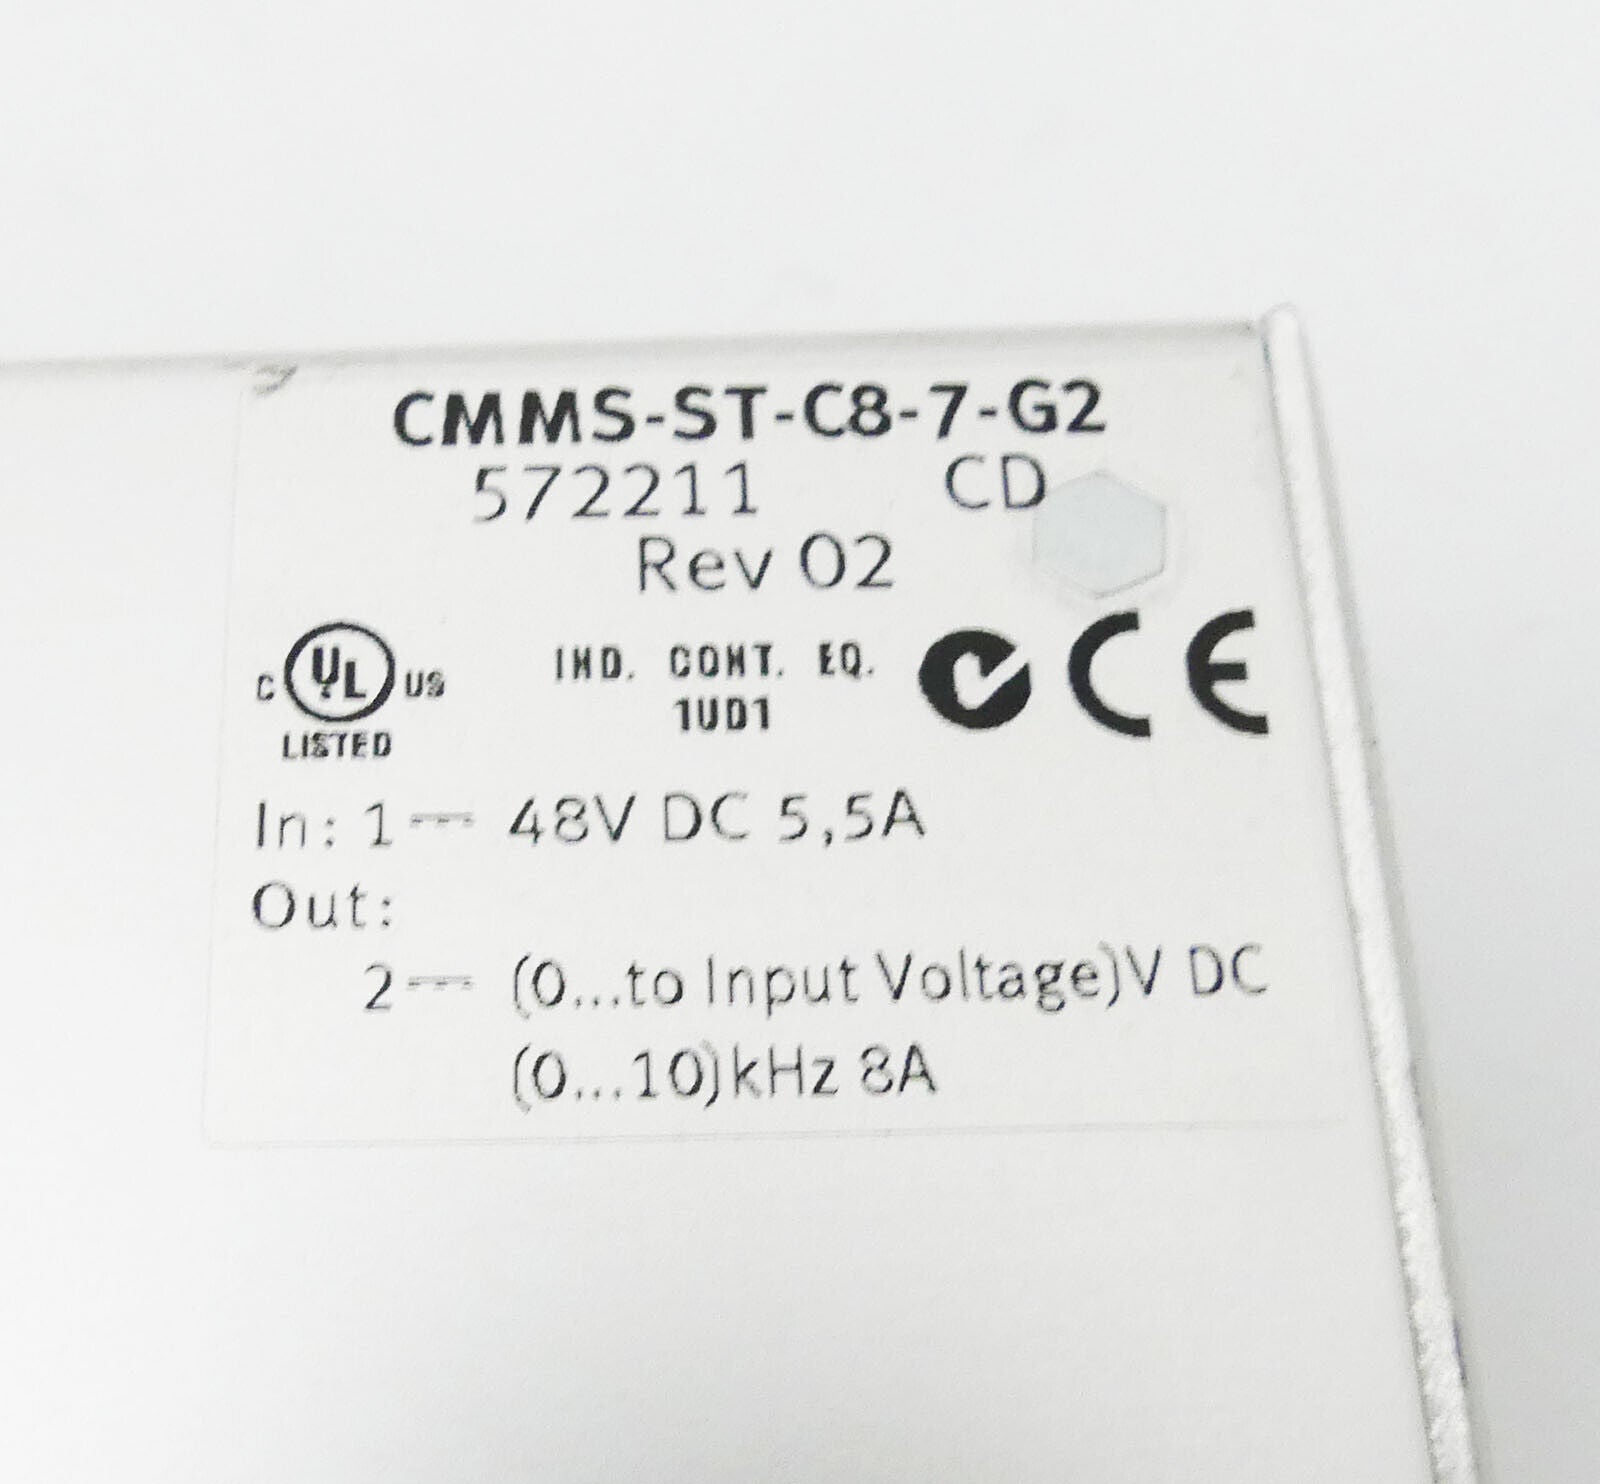 CMMS-ST-C8-7-G2
572211 CD
Rev 02
C UL US IND. CONT. EQ. CE
LISTED 1UD1
In: 1 48V DC 5,5A
Out:
2 (0...to Input Voltage)V DC
(0...10)kHz 8A